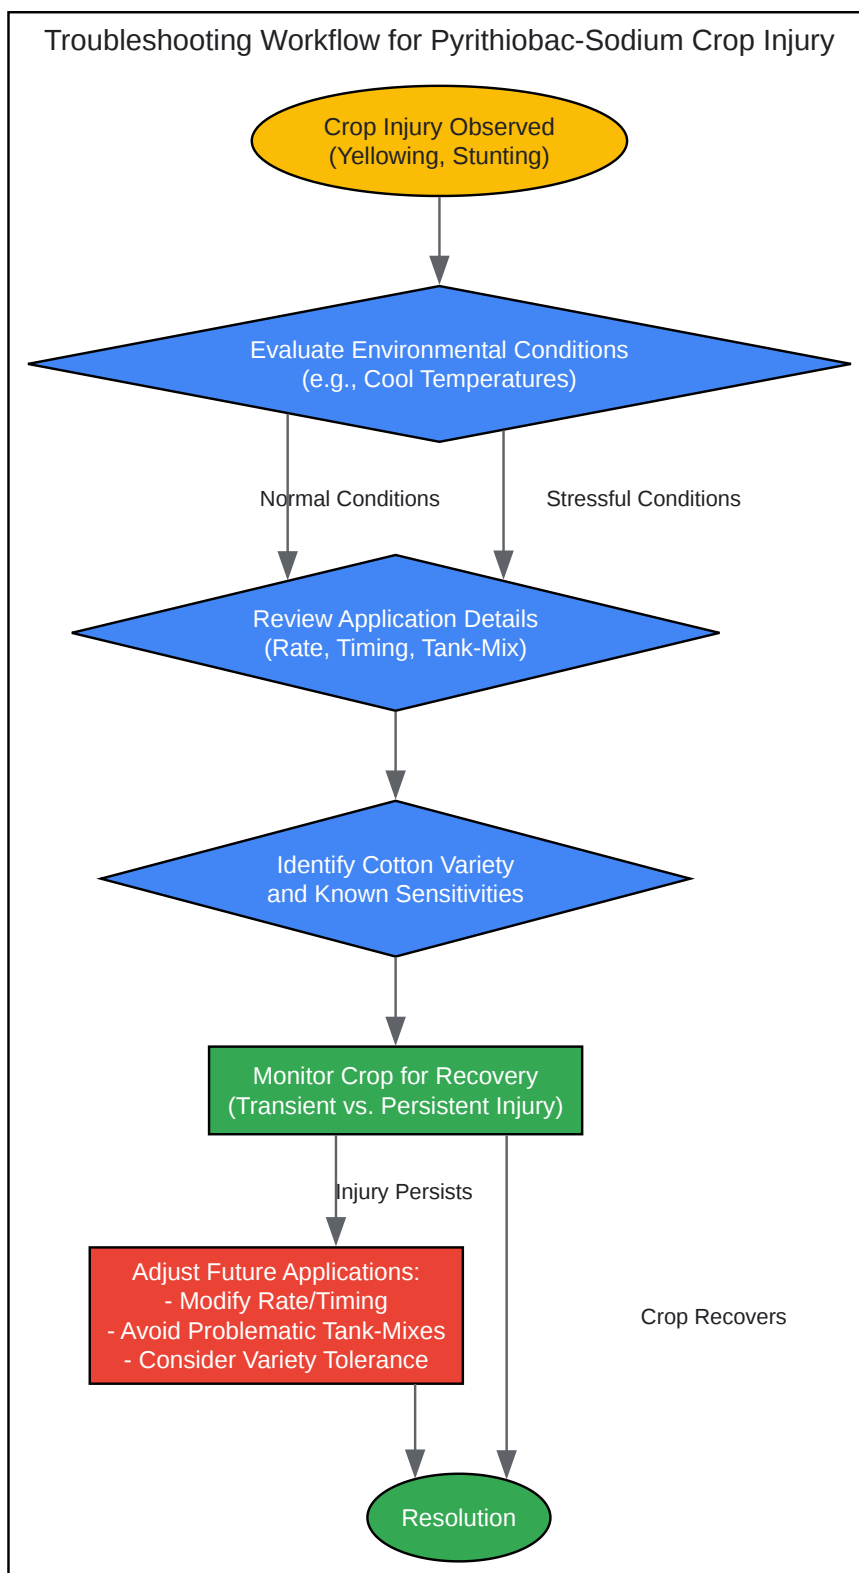 Troubleshooting Workflow for Pyrithiobac-Sodium Crop Injury
Crop Injury Observed
(Yellowing, Stunting)
Evaluate Environmental Conditions
(e.g., Cool Temperatures)
Normal Conditions
Stressful Conditions
Review Application Details
(Rate, Timing, Tank-Mix)
Identify Cotton Variety
and Known Sensitivities
Monitor Crop for Recovery
(Transient vs. Persistent Injury)
Injury Persists
Adjust Future Applications:
- Modify Rate/Timing
- Avoid Problematic Tank-Mixes
- Consider Variety Tolerance
Crop Recovers
Resolution